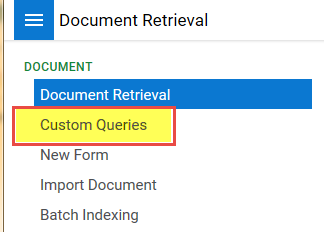 Document Retrieval
DOCUMENT
Document Retrieval
Custom Queries
New Form
Import Document
Batch Indexing